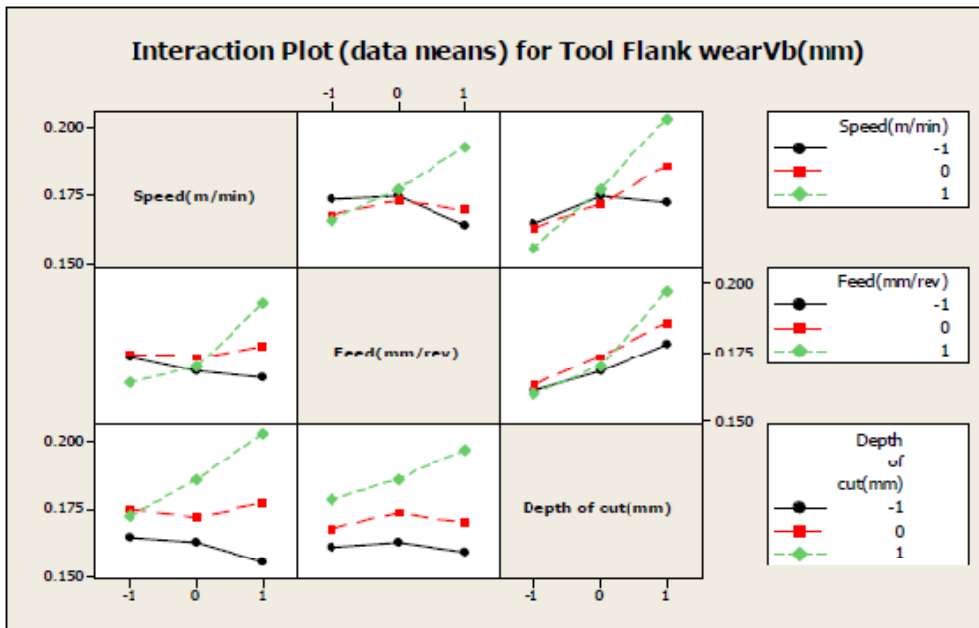 Interaction Plot (data means) for Tool Flank wearVb(mm)
-1 0 1
0.200
0.175
0.150
Speed(m/min)
Speed(m/min)
-1
0
1
Feed(mm/rev)
0.200
0.175
0.150
Feed(mm/rev)
-1
0
1
0.200
0.175
0.150
Depth of cut(mm)
Depth
of
cut(mm)
-1
0
1
-1 0 1
-1 0 1